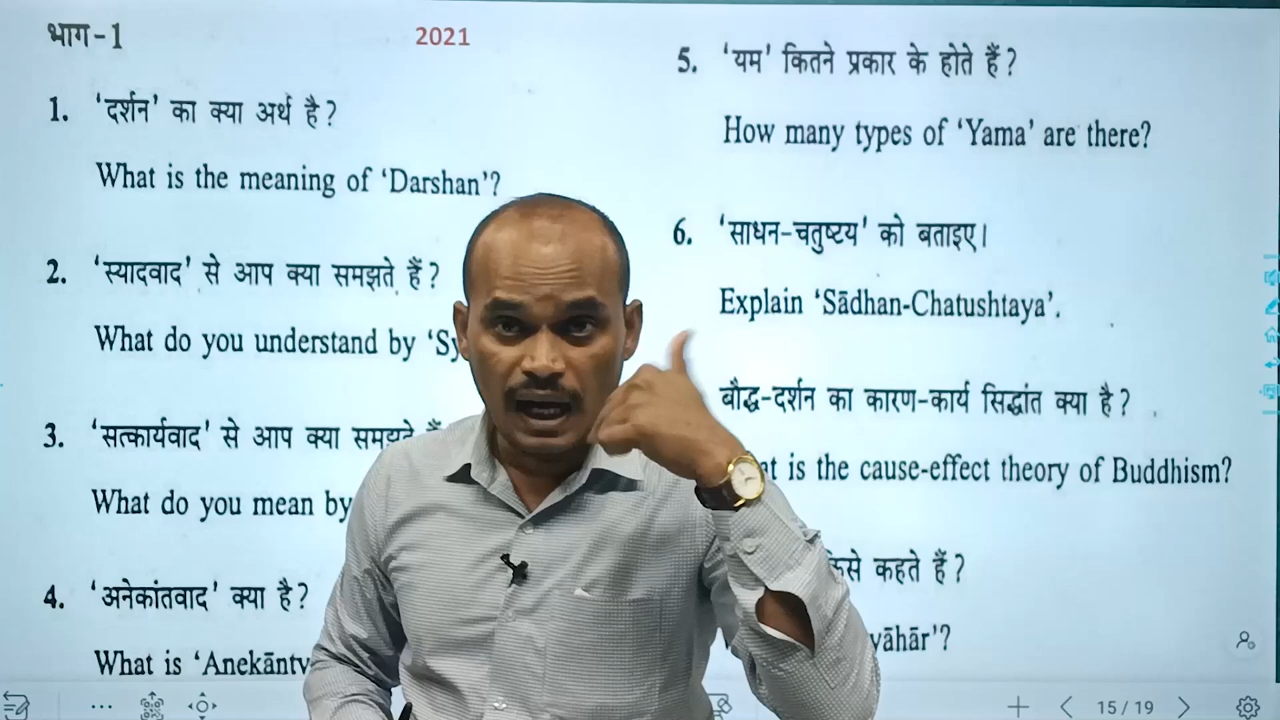 भाग-1
2021
1. 'दर्शन' का क्या अर्थ है?
What is the meaning of 'Darshan'?
2. 'स्यादवाद' से आप क्या समझते हैं?
What do you understand by
3. 'सत्कार्यवाद' से आप क्या समझते
What do you mean by
4. 'अनेकांतवाद' क्या है?
What is 'Anekāntv
5. 'यम' कितने प्रकार के होते हैं?
How many types of 'Yama' are there?
6. 'साधन-चतुष्टय' को बताइए।
Explain 'Sādhan-Chatushtaya'.
बौद्ध-दर्शन का कारण-कार्य सिद्धांत क्या है?
is the cause-effect theory of Buddhism?
किसे कहते हैं?
yāhār'?
15/19